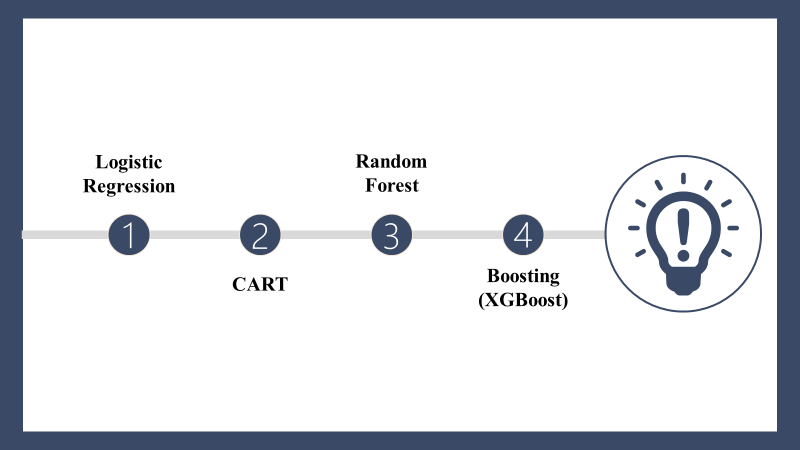 Logistic
Regression
1
2
CART
Random
Forest
3
4
Boosting
(XGBoost)
!